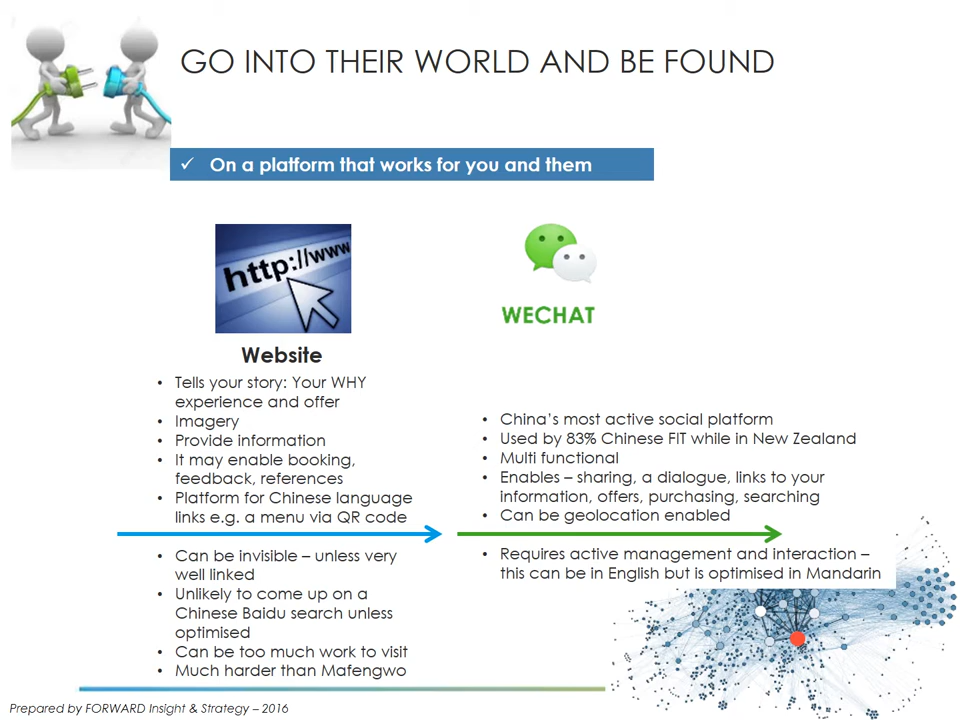 GO INTO THEIR WORLD AND BE FOUND
✓ On a platform that works for you and them
http://www
Website
• Tells your story: Your WHY
experience and offer
• Imagery
• Provide information
• It may enable booking,
feedback, references
• Platform for Chinese language
links e.g. a menu via QR code
• Can be invisible – unless very
well linked
• Unlikely to come up on a
Chinese Baidu search unless
optimised
• Can be too much work to visit
• Much harder than Mafengwo
WECHAT
• China's most active social platform
• Used by 83% Chinese FIT while in New Zealand
• Multi functional
• Enables – sharing, a dialogue, links to your
information, offers, purchasing, searching
• Can be geolocation enabled
• Requires active management and interaction –
this can be in English but is optimised in Mandarin
Prepared by FORWARD Insight & Strategy – 2016